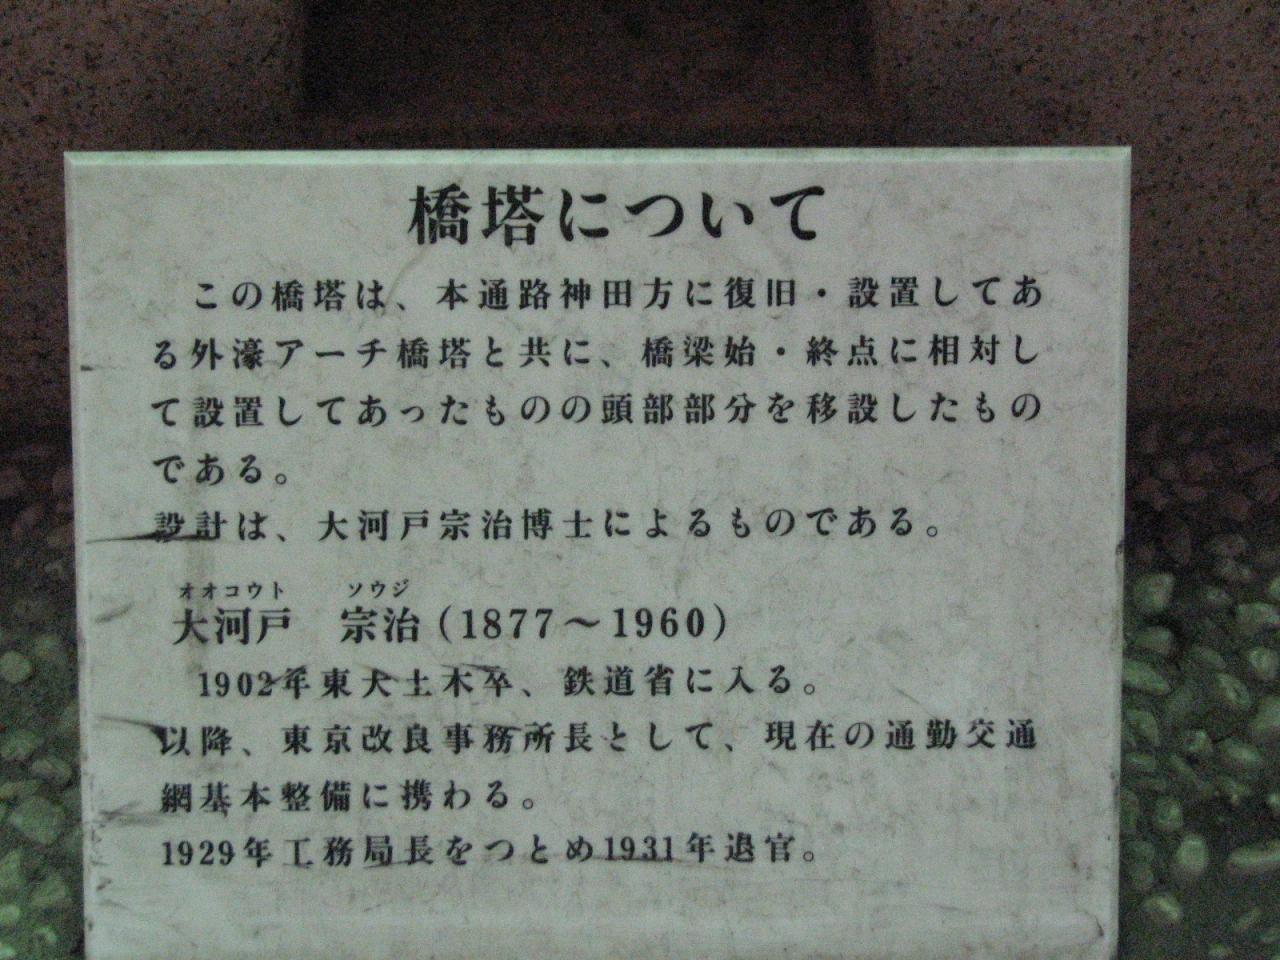 橋塔について
この橋塔は、本通路神田方に復旧・設置してあ
る外濠アーチ橋塔と共に、橋梁始・終点に相対し
て設置してあったものの頭部部分を移設したもの
である。
設計は、大河戸宗治博士によるものである。
オオコウト ソウジ
大河戸 宗治(1877〜1960)
1902年東大土木卒、鉄道省に入る。
以降、東京改良事務所長として、現在の通勤交通
網基本整備に携わる。
1929年工務局長をつとめ1931年退官。